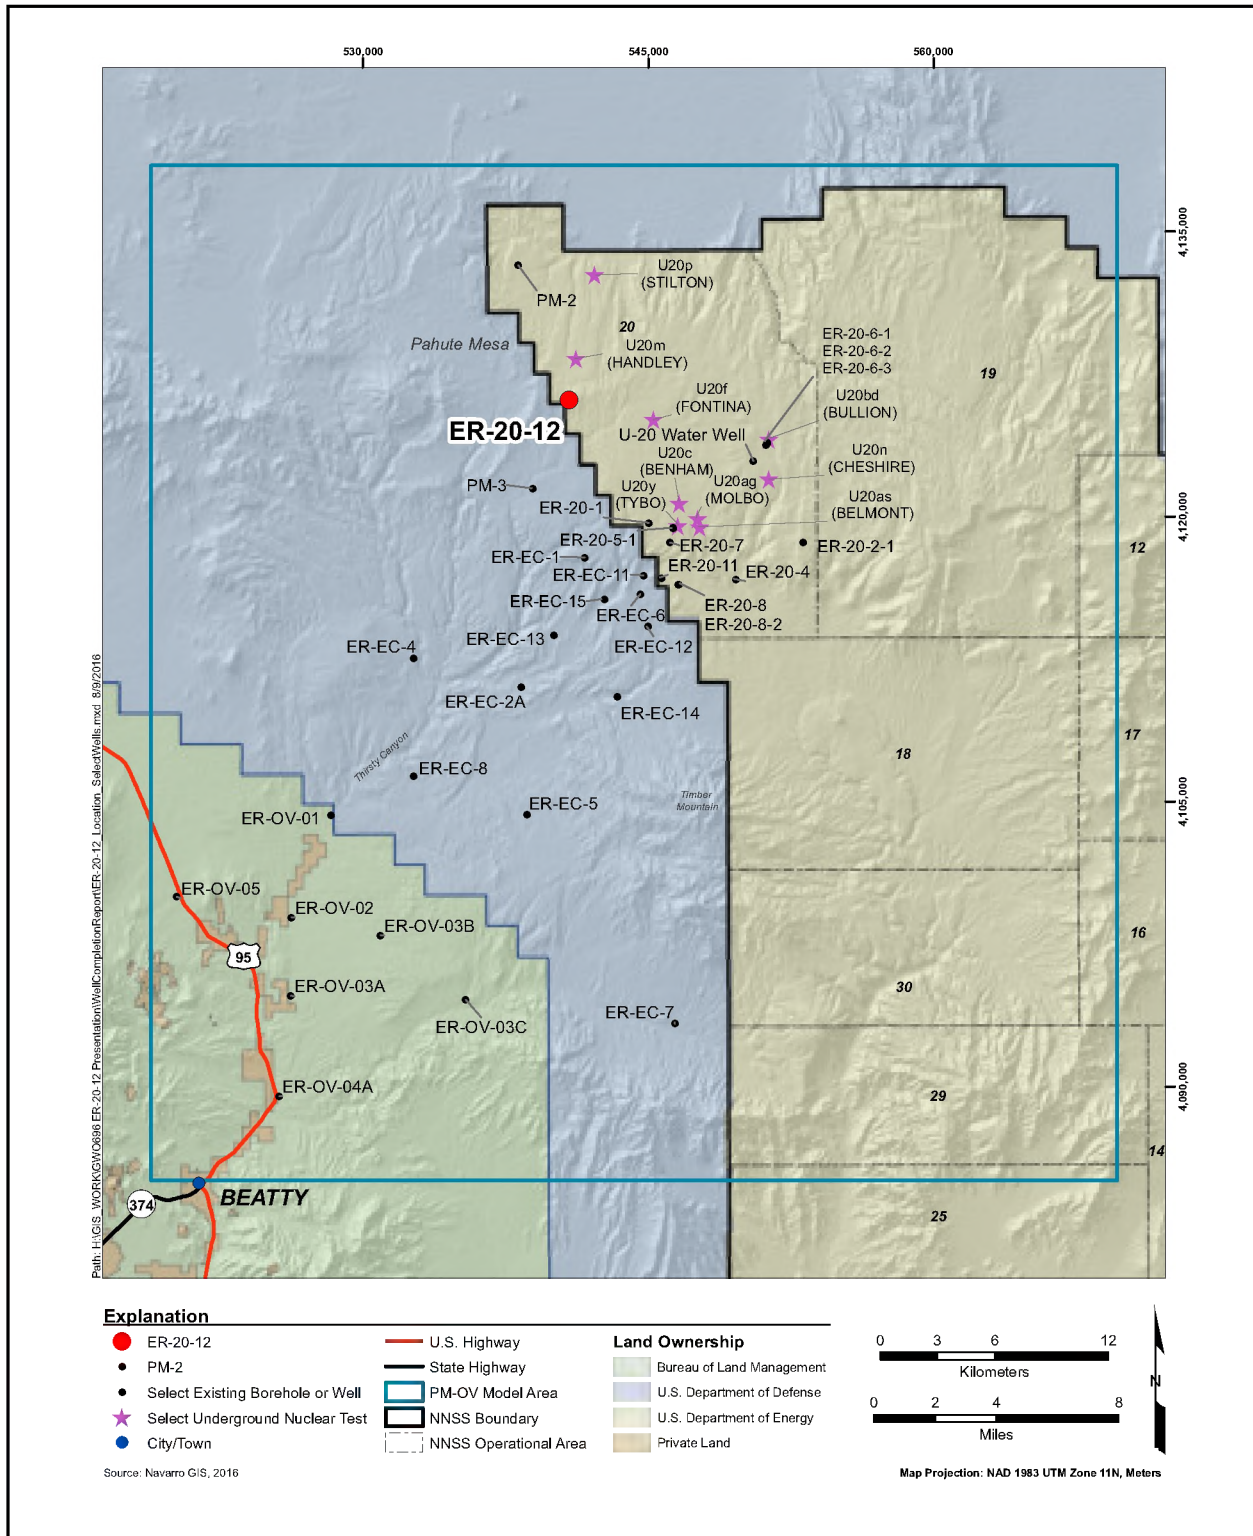 530,000
545,000
560,000
4,135,000
4,120,000
4,105,000
4,090,000
U20p
(STILTON)
PM-2
20
Pahute Mesa
U20m
(HANDLEY)
ER-20-6-1
ER-20-6-2
ER-20-6-3
19
U20f
(FONTINA)
U20bd
(BULLION)
ER-20-12
U-20 Water Well
U20c
(BENHAM)
U20n
(CHESHIRE)
PM-3
U20y
(TYBO)
U20ag
(MOLBO)
U20as
(BELMONT)
ER-20-1
ER-20-5-1
ER-20-7
ER-20-2-1
12
ER-EC-1
ER-20-11
ER-EC-11
ER-20-4
ER-EC-15
ER-EC-6
ER-20-8
ER-20-8-2
ER-EC-13
ER-EC-12
ER-EC-4
ER-EC-2A
ER-EC-14
17
18
Thirsty Canyon
ER-EC-8
Timber
Mountain
ER-EC-5
ER-OV-01
ER-OV-05
ER-OV-02
ER-OV-03B
16
95
ER-OV-03A
30
ER-OV-03C
ER-EC-7
ER-OV-04A
29
14
BEATTY
374
25
Path: H:\GIS_WORK\GWO696 ER-20-12 Presentation\WellCompletionReport\ER-20-12_Location_SelectWells.mxd 8/9/2016
Explanation
ER-20-12
PM-2
Select Existing Borehole or Well
Select Underground Nuclear Test
City/Town
U.S. Highway
State Highway
PM-OV Model Area
NNSS Boundary
NNSS Operational Area
Land Ownership
Bureau of Land Management
U.S. Department of Defense
U.S. Department of Energy
Private Land
0 3 6 12
Kilometers
0 2 4 8
Miles
N
Source: Navarro GIS, 2016
Map Projection: NAD 1983 UTM Zone 11N, Meters